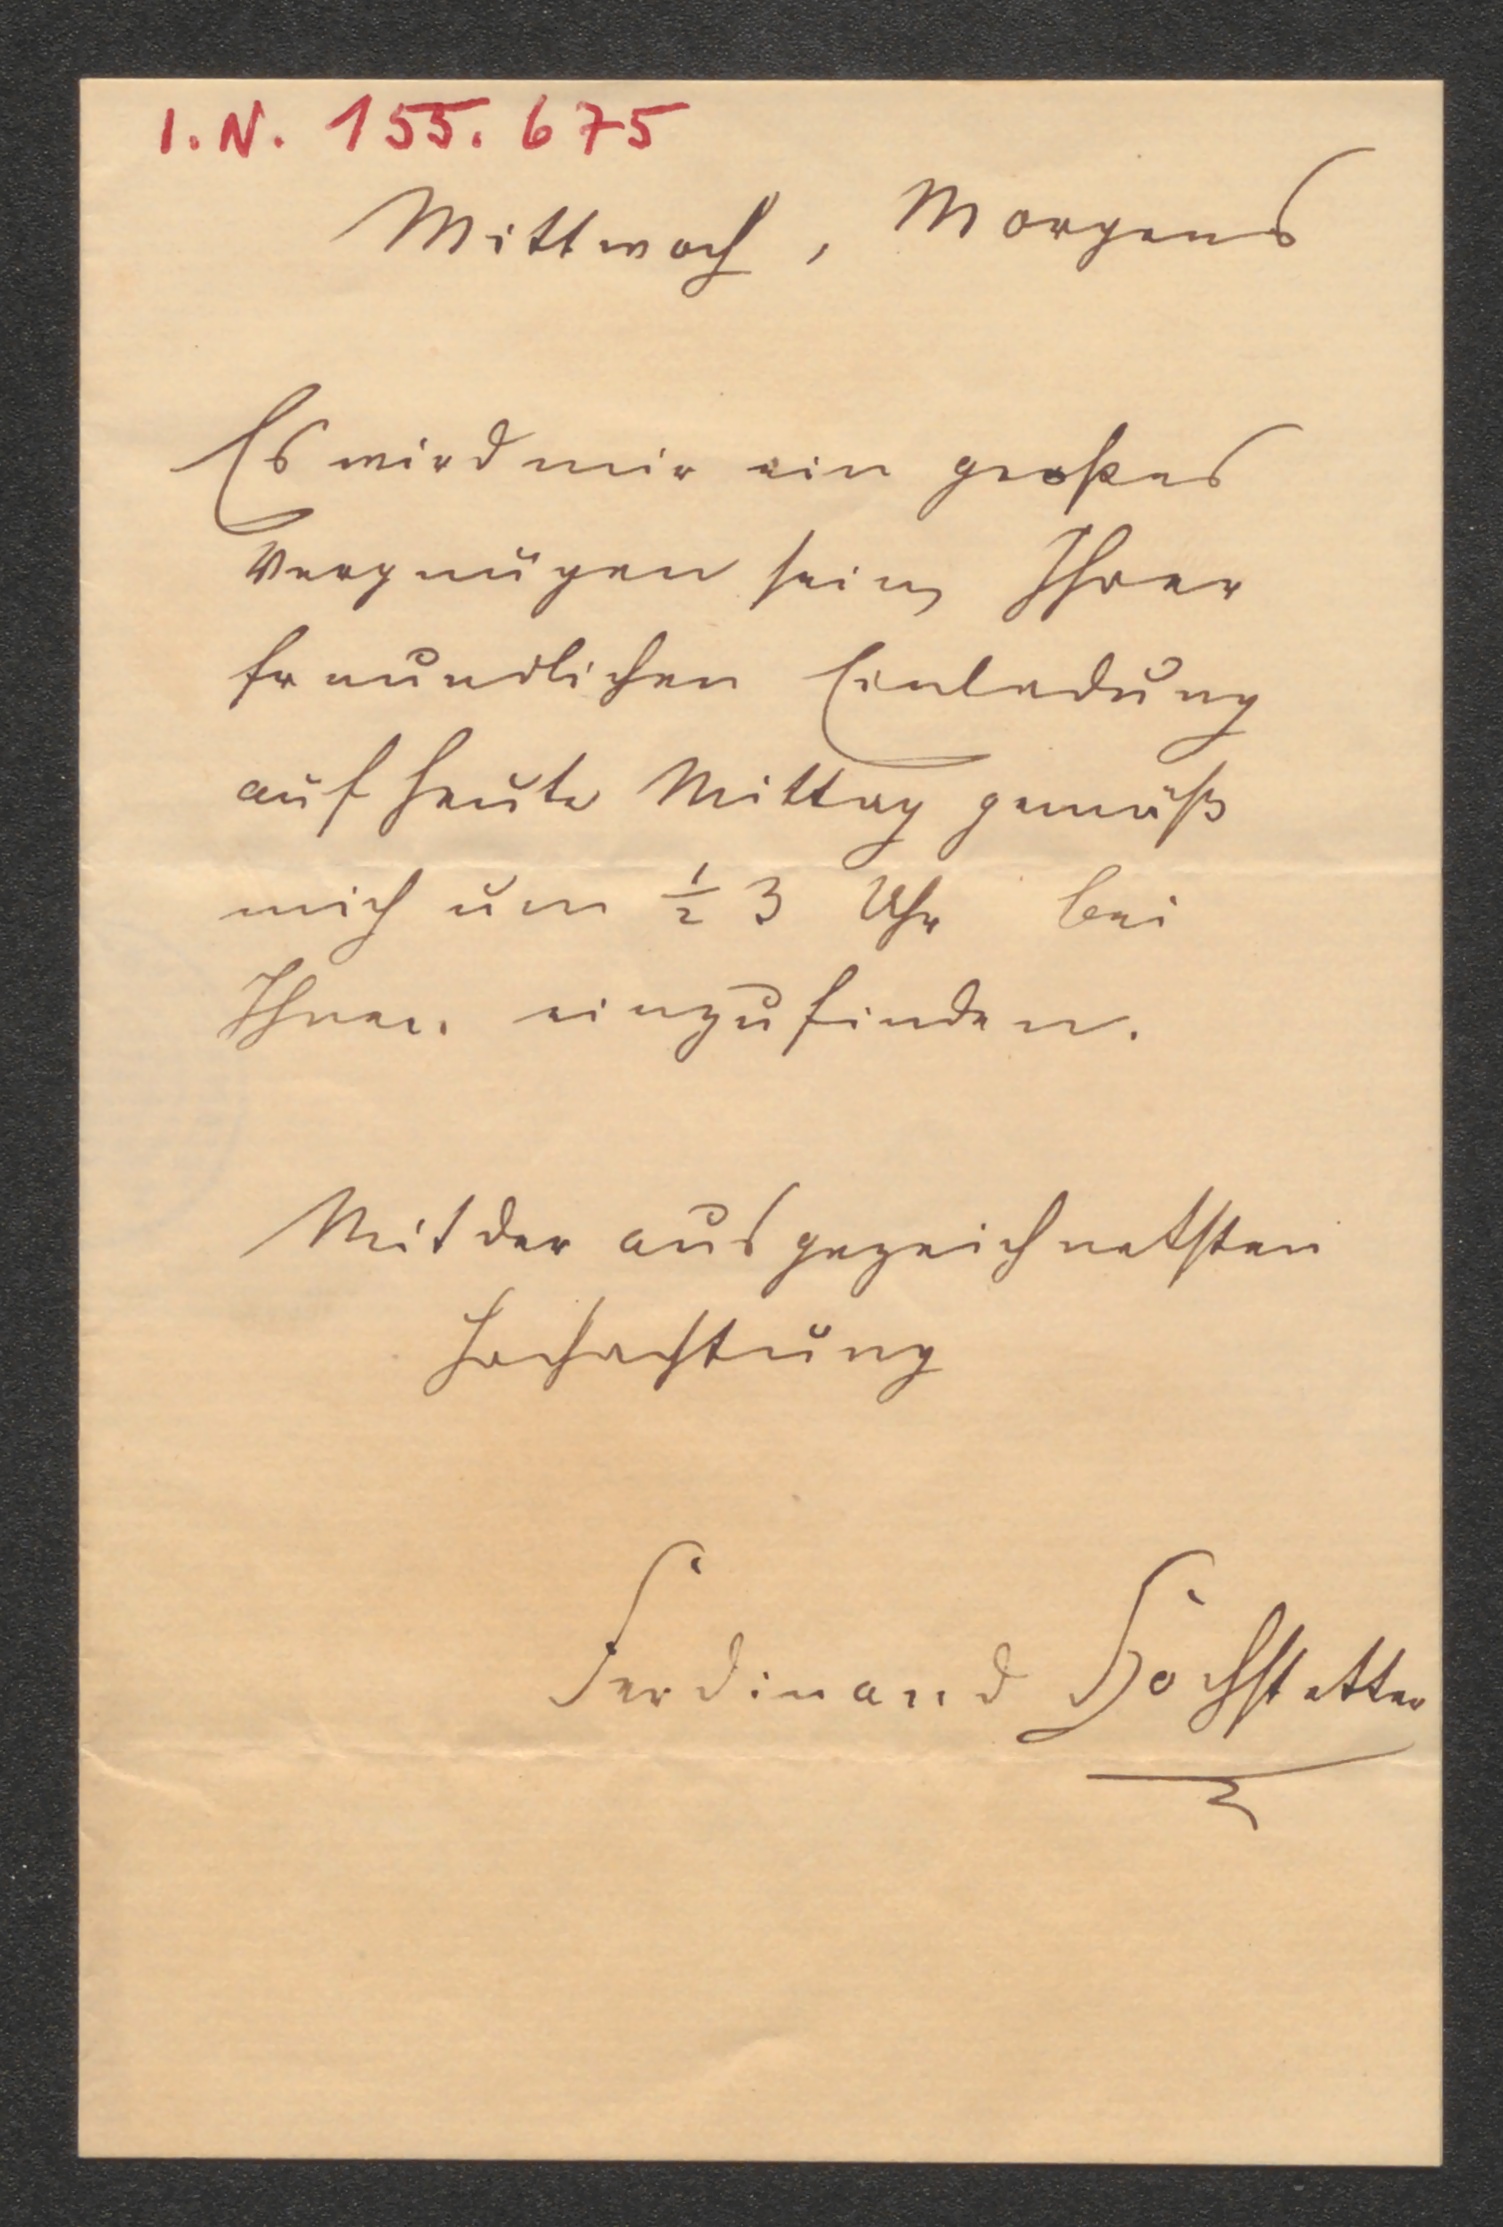 I.N. 155.675
Mittwoch, Morgens
Es wird mir ein großes
Vergnügen sein, Ihrer
freundlichen Einladung
auf heute Mittag gemäß
mich um ½ 3 Uhr bei
Ihnen einzufinden.
Mit der ausgezeichnetsten
Hochachtung
Ferdinand Hochstetter